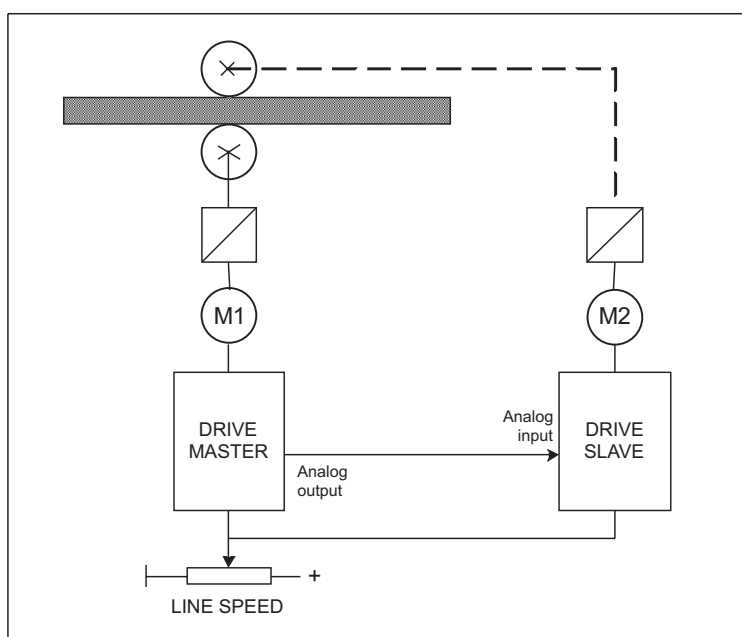 M1
M2
DRIVE
MASTER
Analog
output
Analog
input
DRIVE
SLAVE
+
LINE SPEED